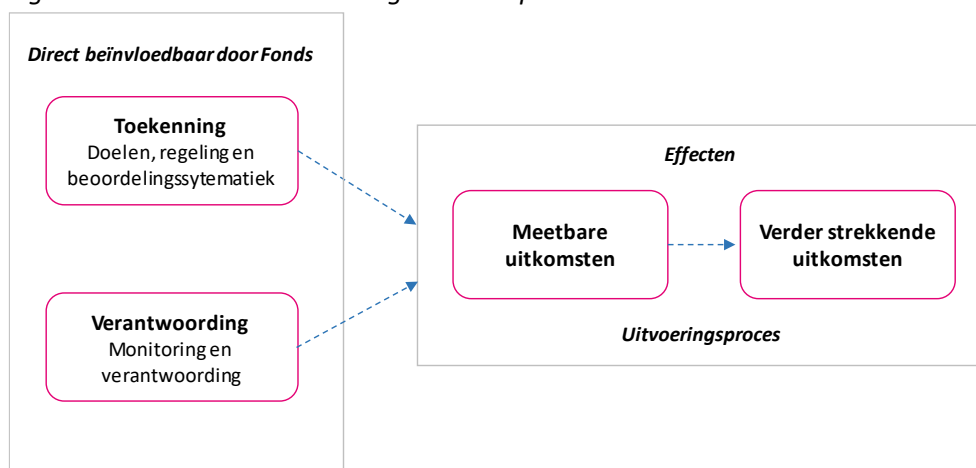 Direct beïnvloedbaar door Fonds
Toekenning
Doelen, regeling en
beoordelingssytematiek
Verantwoording
Monitoring en
verantwoording
Effecten
Meetbare
uitkomsten
Verder strekkende
uitkomsten
Uitvoeringsproces